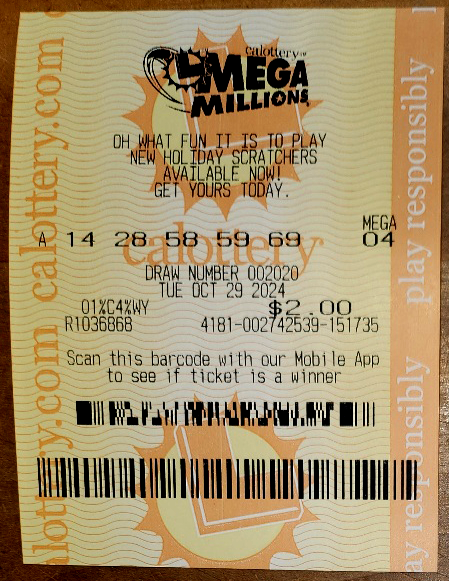 calottery
MEGA
MILLIONS
OH WHAT FUN IT IS TO PLAY
NEW HOLIDAY SCRATCHERS
AVAILABLE NOW!
GET YOURS TODAY.
MEGA
A 14 28 58 59 69 04
calottery
DRAW NUMBER 002020
TUE OCT 29 2024
01%C4%WY $2.00
R1036868 4181-002742539-151735
Scan this barcode with our Mobile App
to see if ticket is a winner
calottery.com
play responsibly